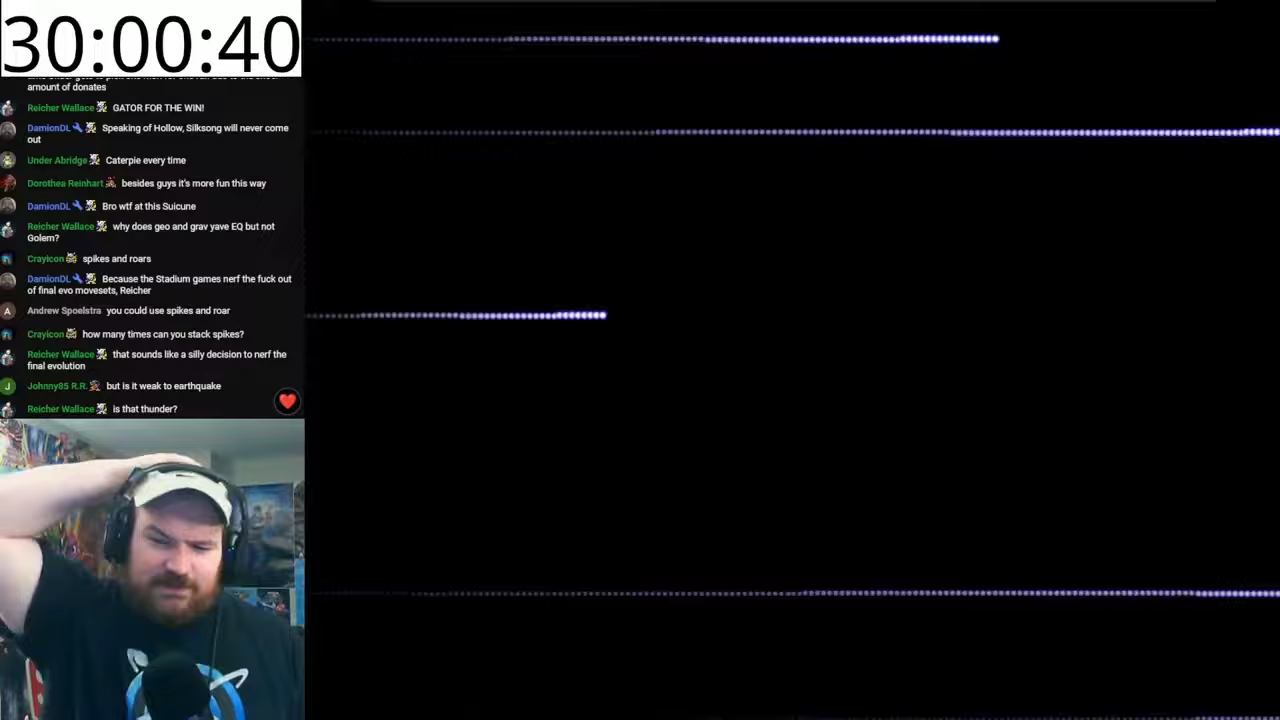 30:00:40
amount of donates
Reicher Wallace GATOR FOR THE WIN!
DamionDL Speaking of Hollow, Silksong will never come
out
Under Abridge Caterpie every time
Dorothea Reinhart besides guys it's more fun this way
DamionDL Bro wtf at this Suicune
Reicher Wallace why does geo and grav yave EQ but not
Golem?
Crayicon spikes and roars
DamionDL Because the Stadium games nerf the fuck out
of final evo movesets, Reicher
A Andrew Spoelstra you could use spikes and roar
Crayicon how many times can you stack spikes?
Reicher Wallace that sounds like a silly decision to nerf the
final evolution
J Johnny85 R.R. but is it weak to earthquake
Reicher Wallace is that thunder?